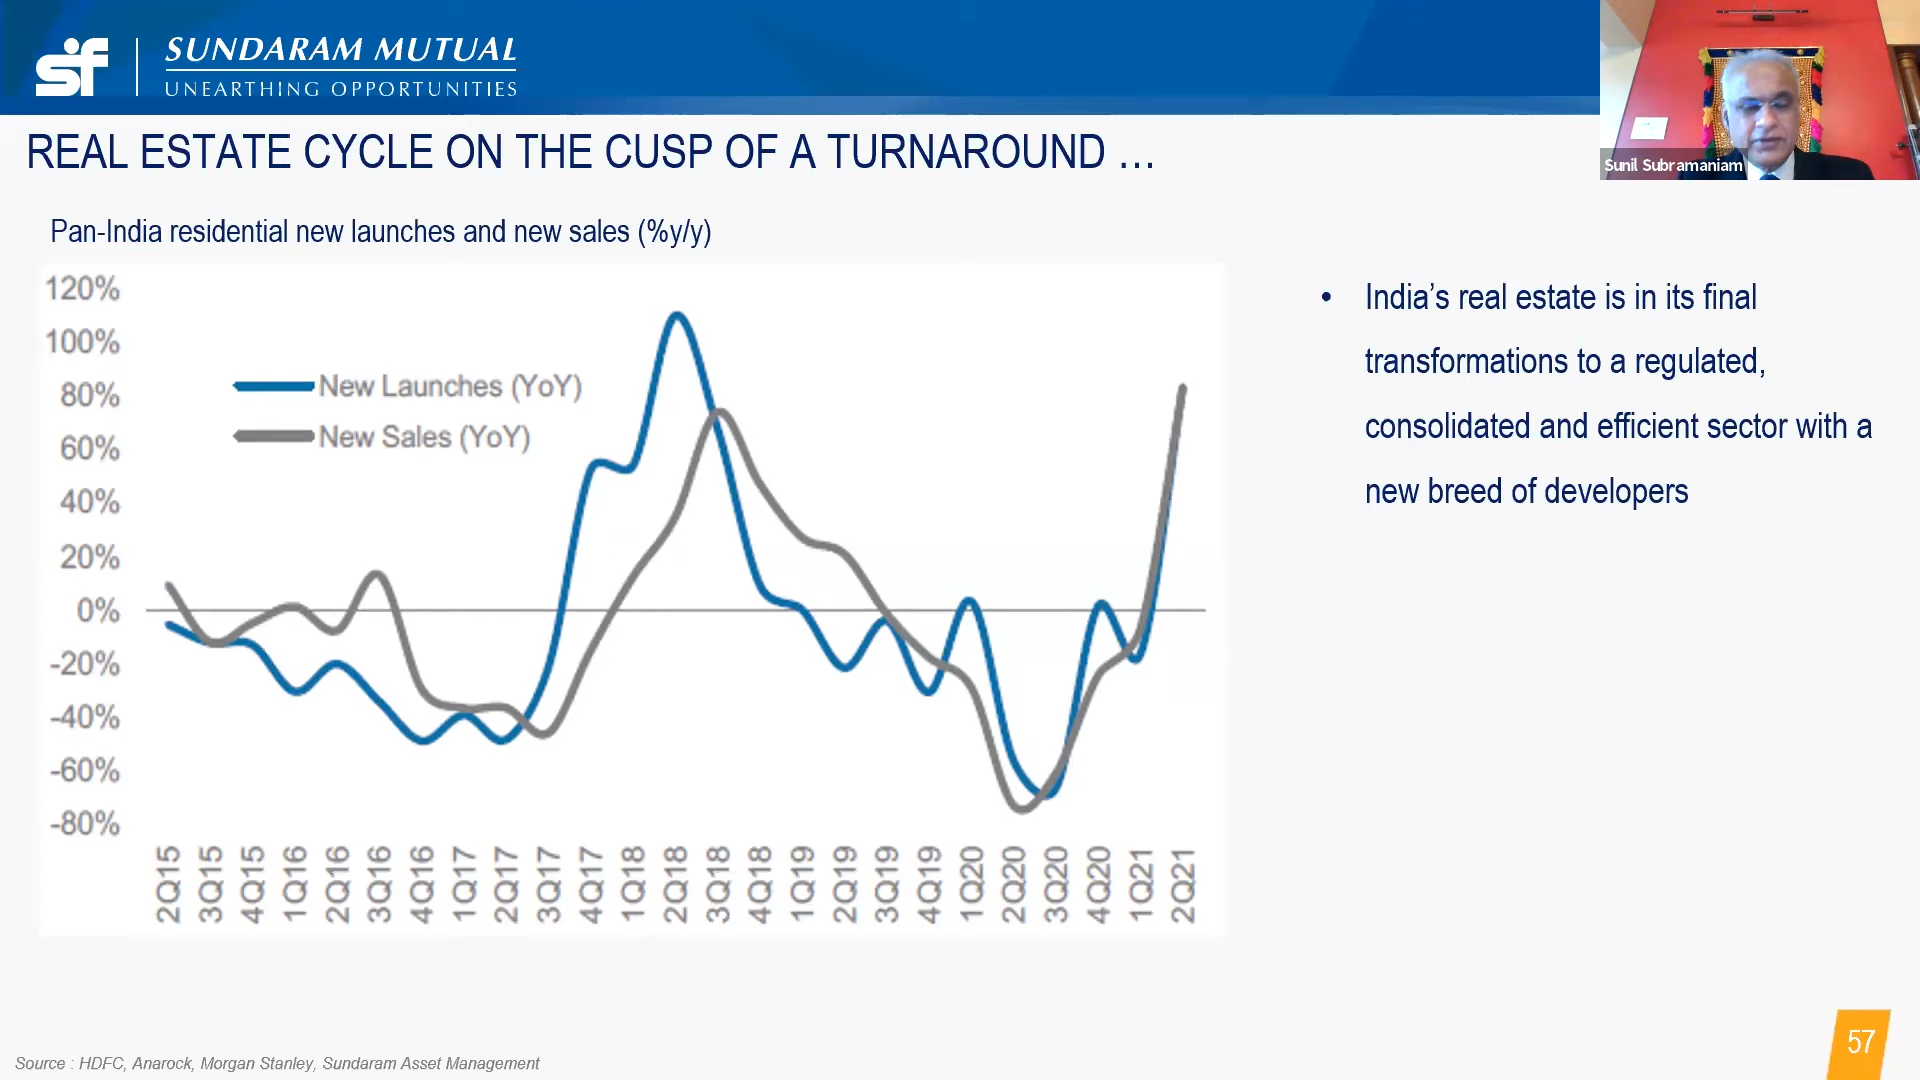 sf
SUNDARAM MUTUAL
UNEARTHING OPPORTUNITIES
Sunil Subramaniam
REAL ESTATE CYCLE ON THE CUSP OF A TURNAROUND …
Pan-India residential new launches and new sales (%y/y)
120%
100%
80%
60%
40%
20%
0%
-20%
-40%
-60%
-80%
New Launches (YoY)
New Sales (YoY)
2Q15 3Q15 4Q15 1Q16 2Q16 3Q16 4Q16 1Q17 2Q17 3Q17 4Q17 1Q18 2Q18 3Q18 4Q18 1Q19 2Q19 3Q19 4Q19 1Q20 2Q20 3Q20 4Q20 1Q21 2Q21
• India’s real estate is in its final
transformations to a regulated,
consolidated and efficient sector with a
new breed of developers
Source : HDFC, Anarock, Morgan Stanley, Sundaram Asset Management
57